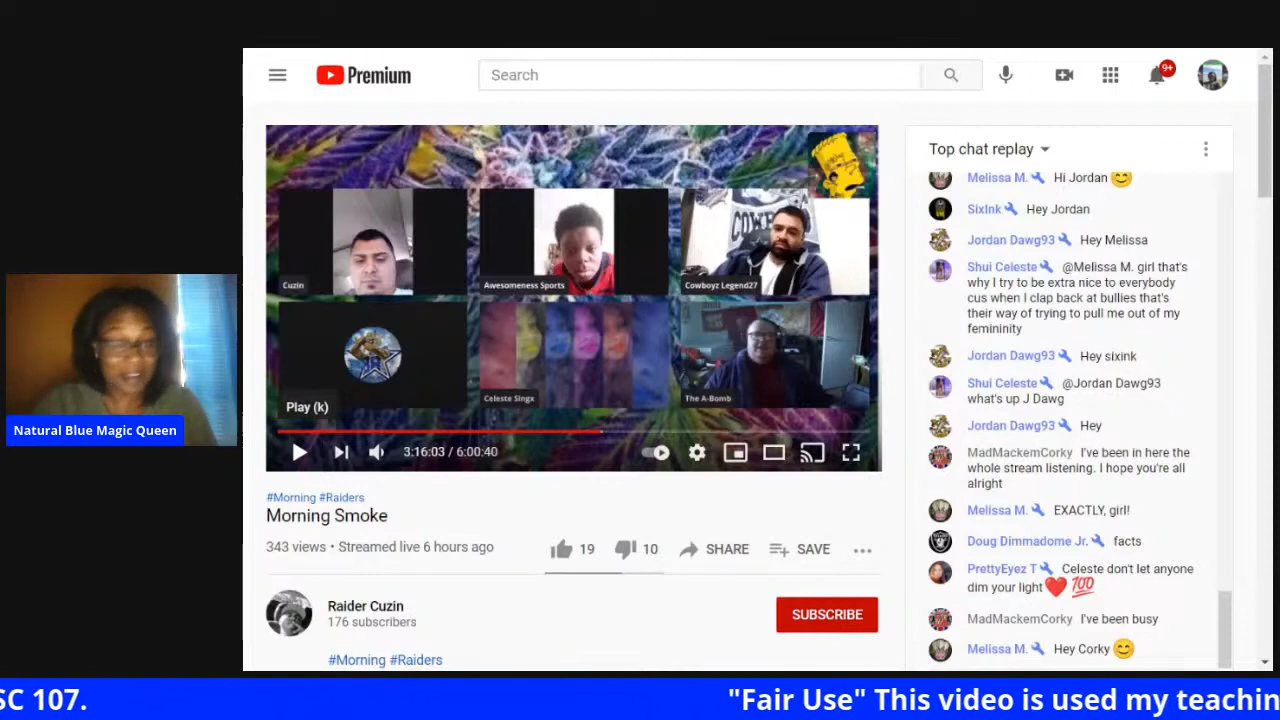 Premium
Search
9+
Cuzin
Awesomeness Sports
Cowboyz Legend27
Play (k)
Celeste Singx
The A-Bomb
3:16:03 / 6:00:40
#Morning #Raiders
Morning Smoke
343 views • Streamed live 6 hours ago
19
10
SHARE
SAVE
Raider Cuzin
176 subscribers
SUBSCRIBE
#Morning #Raiders
Top chat replay
Melissa M. Hi Jordan
SixInk Hey Jordan
Jordan Dawg93 Hey Melissa
Shui Celeste @Melissa M. girl that's
why I try to be extra nice to everybody
cus when I clap back at bullies that's
their way of trying to pull me out of my
femininity
Jordan Dawg93 Hey sixink
Shui Celeste @Jordan Dawg93
what's up J Dawg
Jordan Dawg93 Hey
MadMackemCorky I've been in here the
whole stream listening. I hope you're all
alright
Melissa M. EXACTLY, girl!
Doug Dimmadome Jr. facts
PrettyEyez T Celeste don't let anyone
dim your light ❤️ 💯
MadMackemCorky I've been busy
Melissa M. Hey Corky
Natural Blue Magic Queen
SC 107.
"Fair Use" This video is used my teachin